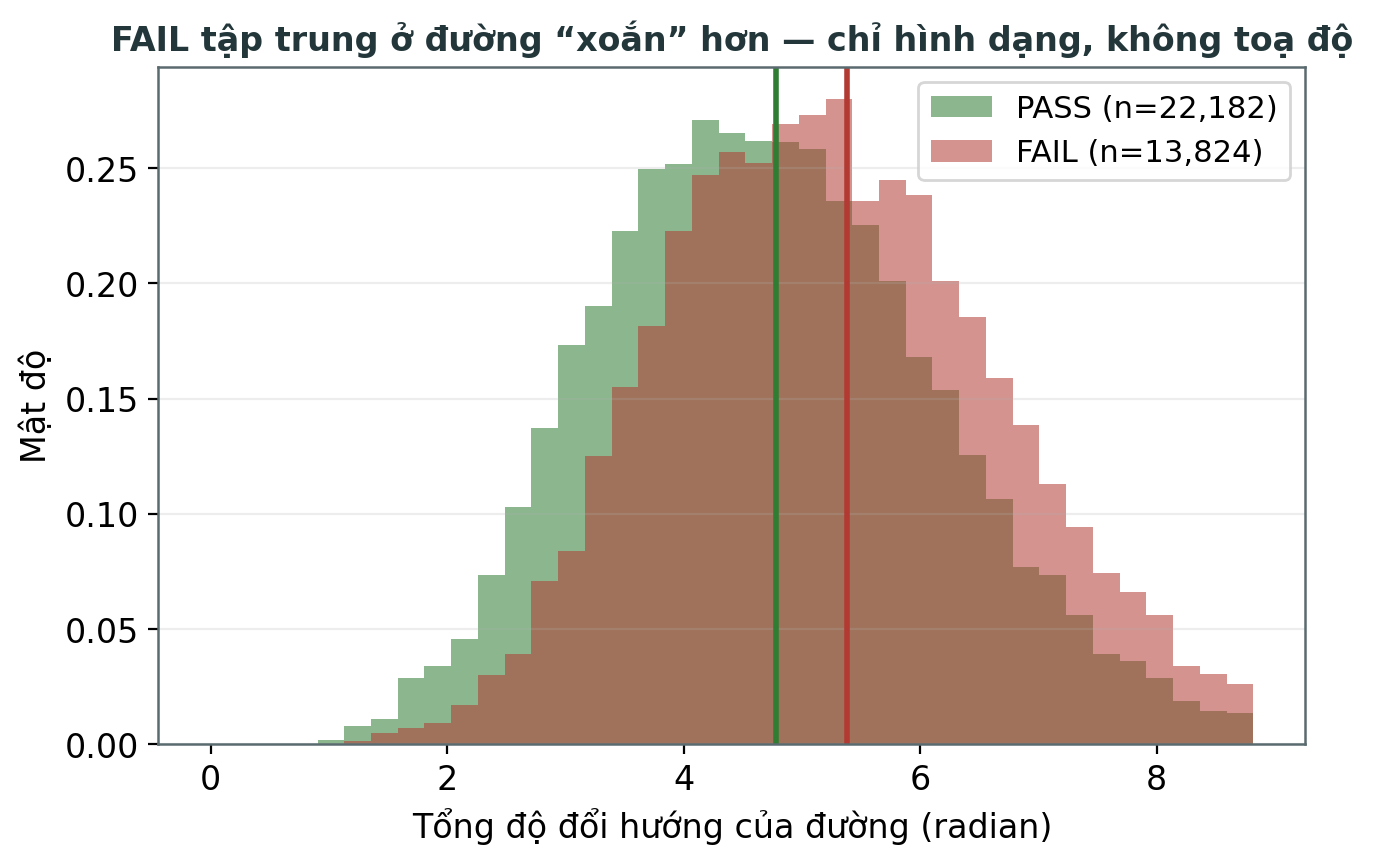 FAIL tập trung ở đường “xoắn” hơn — chỉ hình dạng, không toạ độ
PASS (n=22,182)
FAIL (n=13,824)
0.25
0.20
0.15
0.10
0.05
0.00
Mật độ
0 2 4 6 8
Tổng độ đổi hướng của đường (radian)